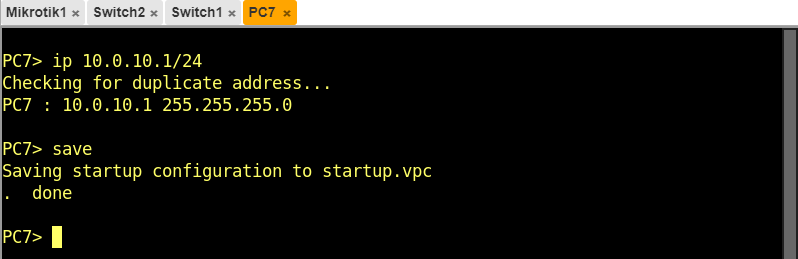 Mikrotik1 × Switch2 × Switch1 × PC7 ×
PC7> ip 10.0.10.1/24
Checking for duplicate address...
PC7 : 10.0.10.1 255.255.255.0
PC7> save
Saving startup configuration to startup.vpc
.  done
PC7>